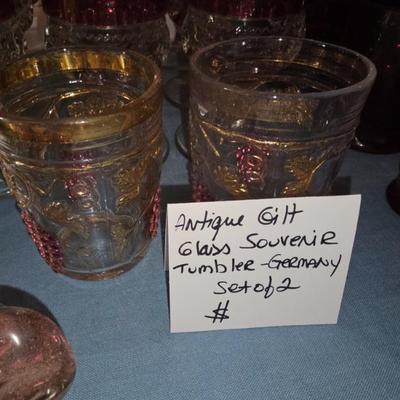 Antique Gilt
Glass Souvenir
Tumbler - Germany
Set of 2
$